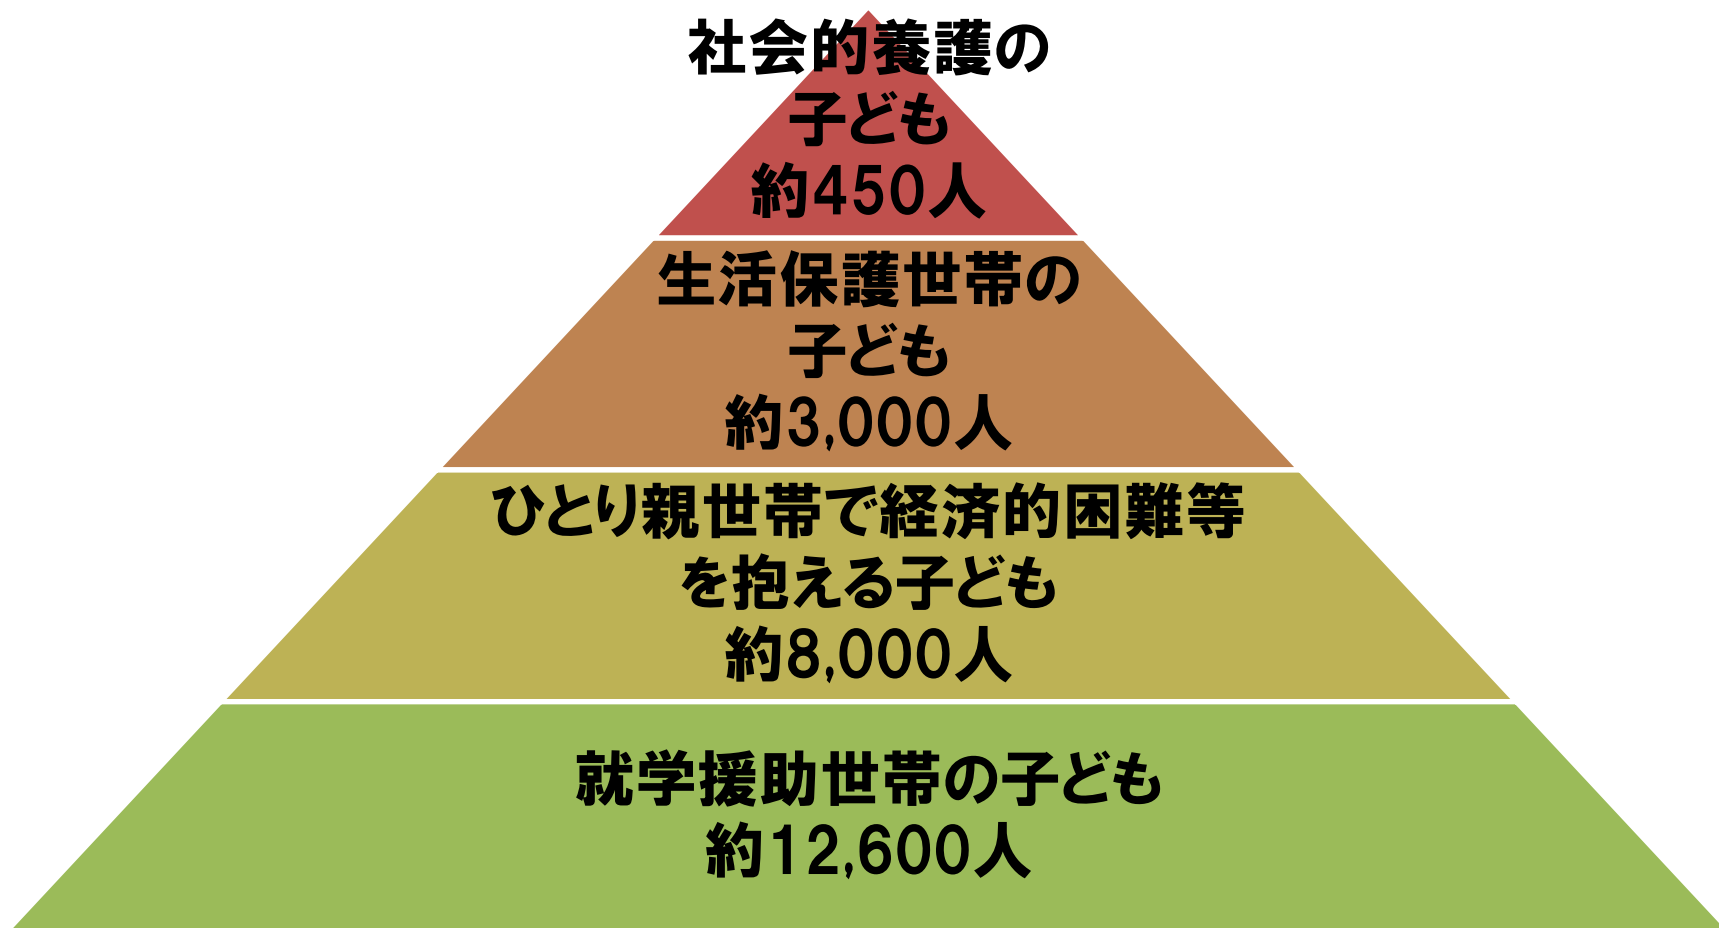 社会的養護の
子ども
約450人
生活保護世帯の
子ども
約3,000人
ひとり親世帯で経済的困難等
を抱える子ども
約8,000人
就学援助世帯の子ども
約12,600人